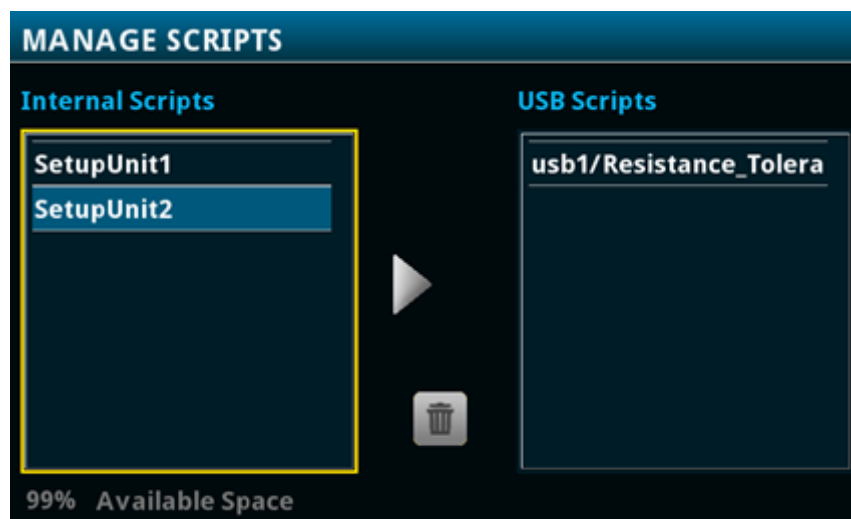 MANAGE SCRIPTS
Internal Scripts
USB Scripts
SetupUnit1
usb1/Resistance_Tolera
SetupUnit2
99% Available Space